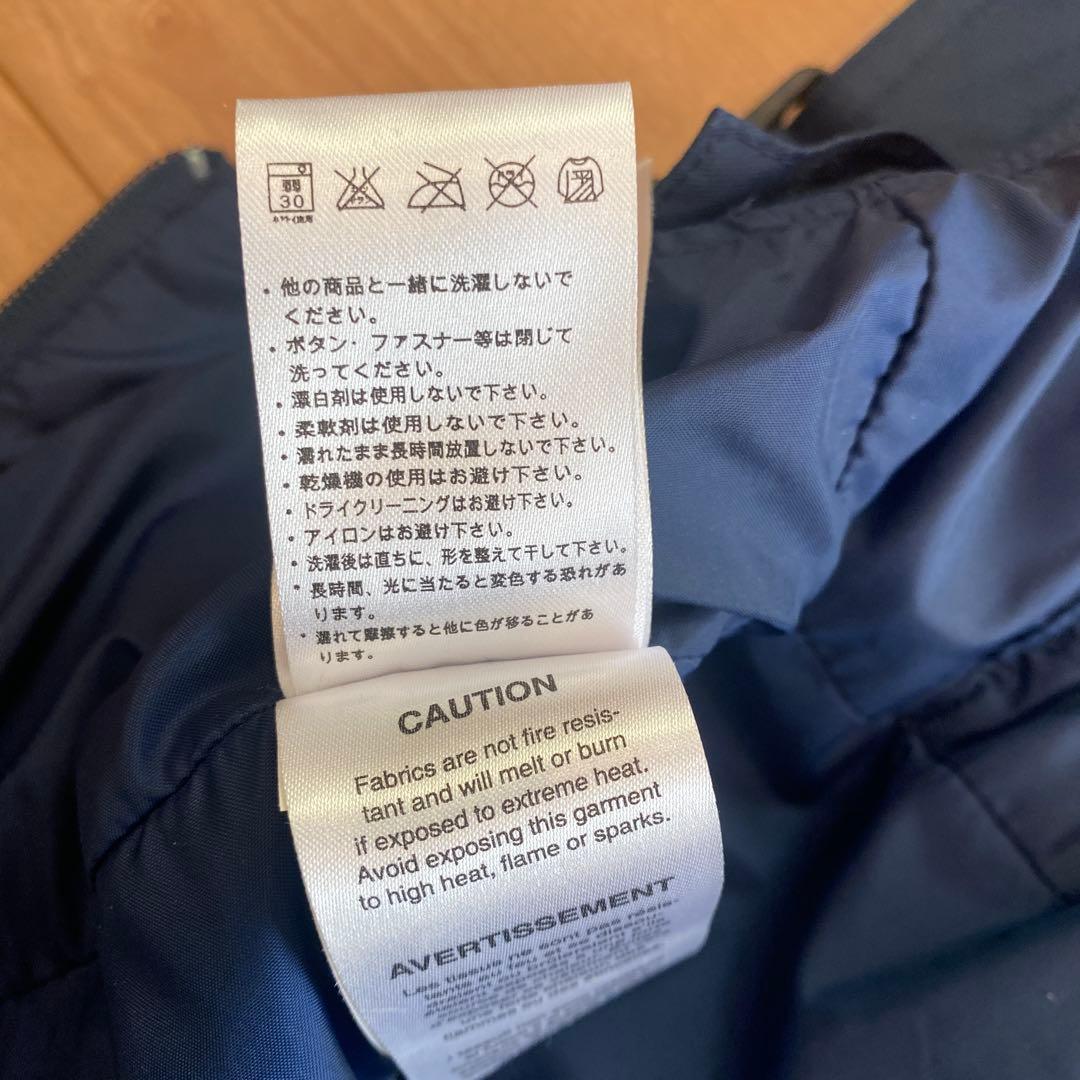 弱
30
ドライ
平
・他の商品と一緒に洗濯しないで
ください。
・ボタン・ファスナー等は閉じて
洗ってください。
・漂白剤は使用しないで下さい。
・柔軟剤は使用しないで下さい。
・濡れたまま長時間放置しないで下さい。
・乾燥機の使用はお避け下さい。
・ドライクリーニングはお避け下さい。
・アイロンはお避け下さい。
・洗濯後は直ちに、形を整えて干して下さい。
・長時間、光に当たると変色する恐れがあ
ります。
・濡れて摩擦すると他に色が移ることがあ
ります。
CAUTION
Fabrics are not fire resis-
tant and will melt or burn
if exposed to extreme heat.
Avoid exposing this garment
to high heat, flame or sparks.
AVERTISSEMENT
Les tissus ne sont pas résis-